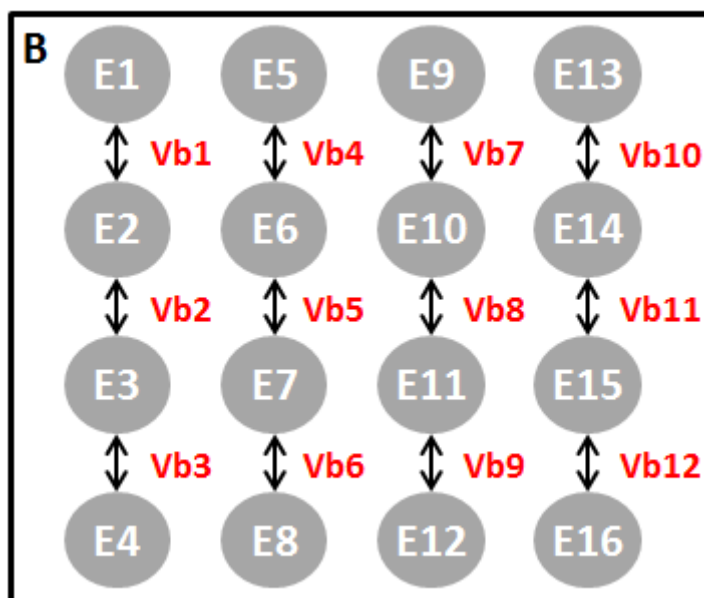 B
E1 E5 E9 E13
Vb1 Vb4 Vb7 Vb10
E2 E6 E10 E14
Vb2 Vb5 Vb8 Vb11
E3 E7 E11 E15
Vb3 Vb6 Vb9 Vb12
E4 E8 E12 E16